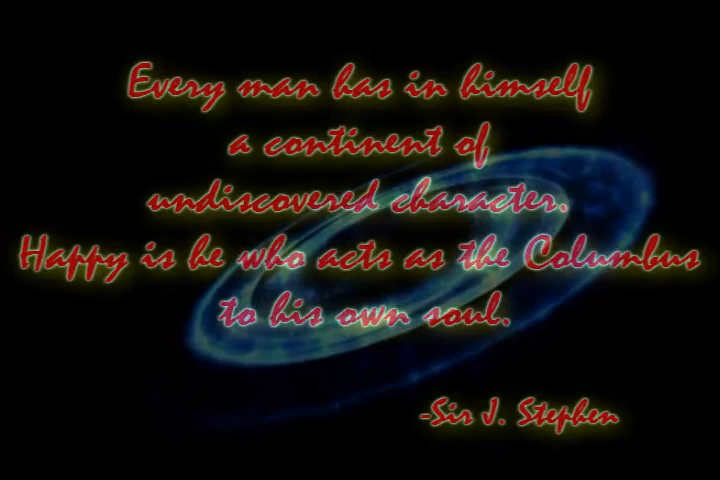 Every man has in himself
a continent of
undiscovered character.
Happy is he who acts as the Columbus
to his own soul.
-Sir J. Stephen